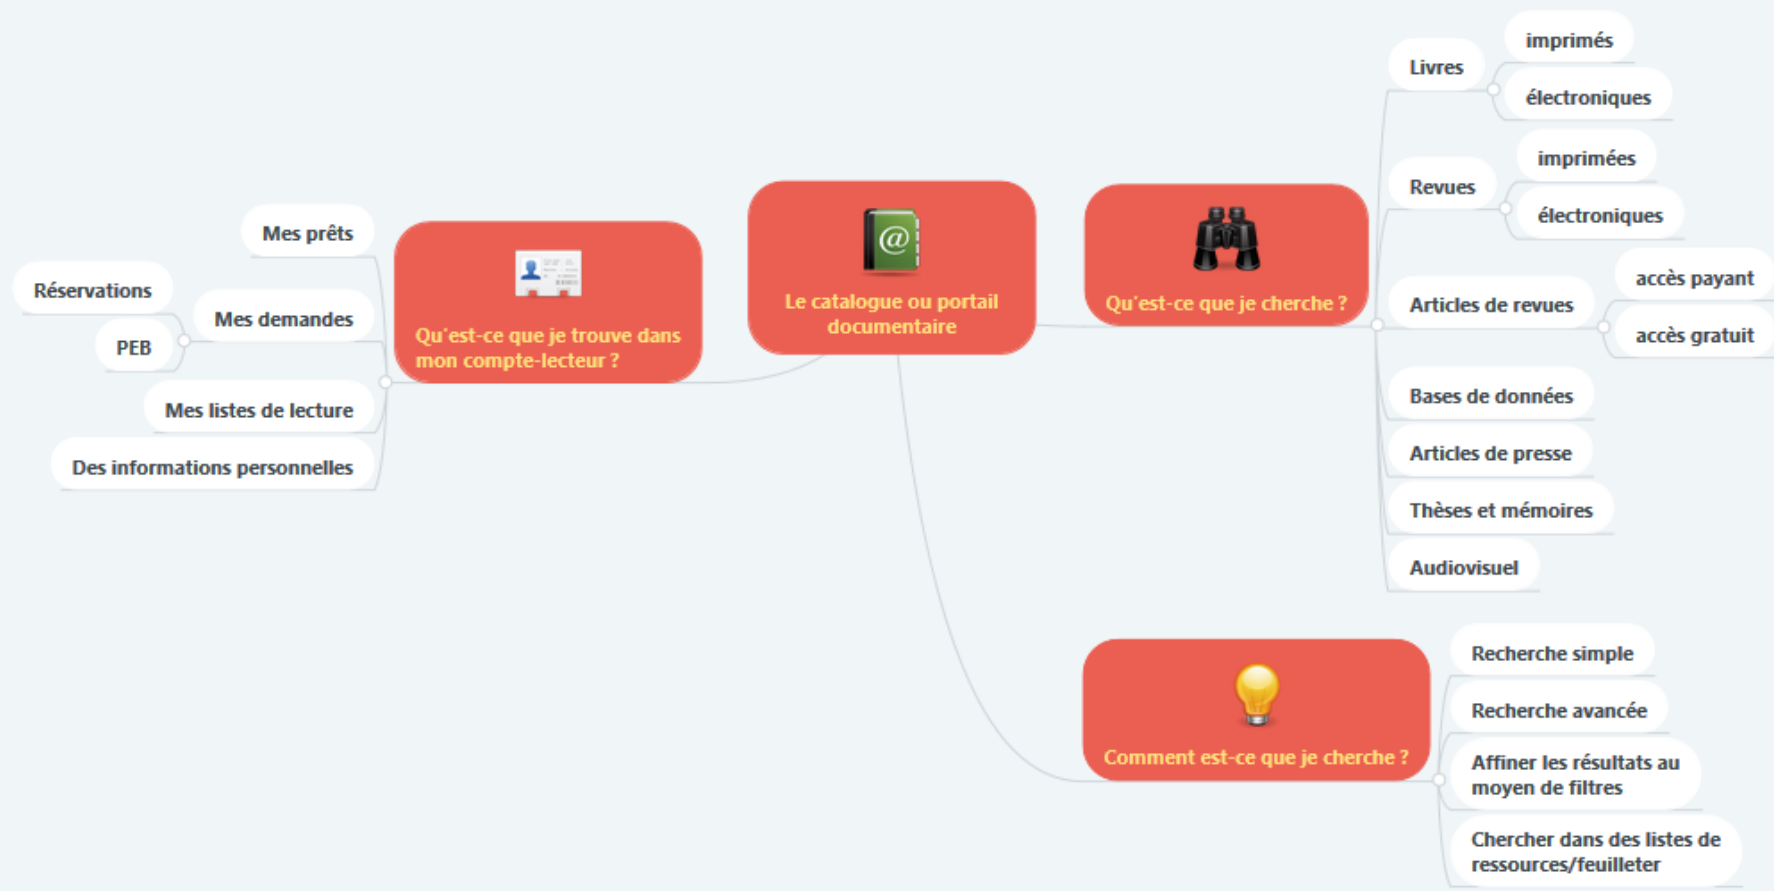 Le catalogue ou portail
documentaire
Qu'est-ce que je cherche ?
Livres
imprimés
électroniques
Revues
imprimées
électroniques
Articles de revues
accès payant
accès gratuit
Bases de données
Articles de presse
Thèses et mémoires
Audiovisuel
Comment est-ce que je cherche ?
Recherche simple
Recherche avancée
Affiner les résultats au
moyen de filtres
Chercher dans des listes de
ressources/feuilleter
Qu'est-ce que je trouve dans
mon compte-lecteur ?
Mes prêts
Mes demandes
Réservations
PEB
Mes listes de lecture
Des informations personnelles
@